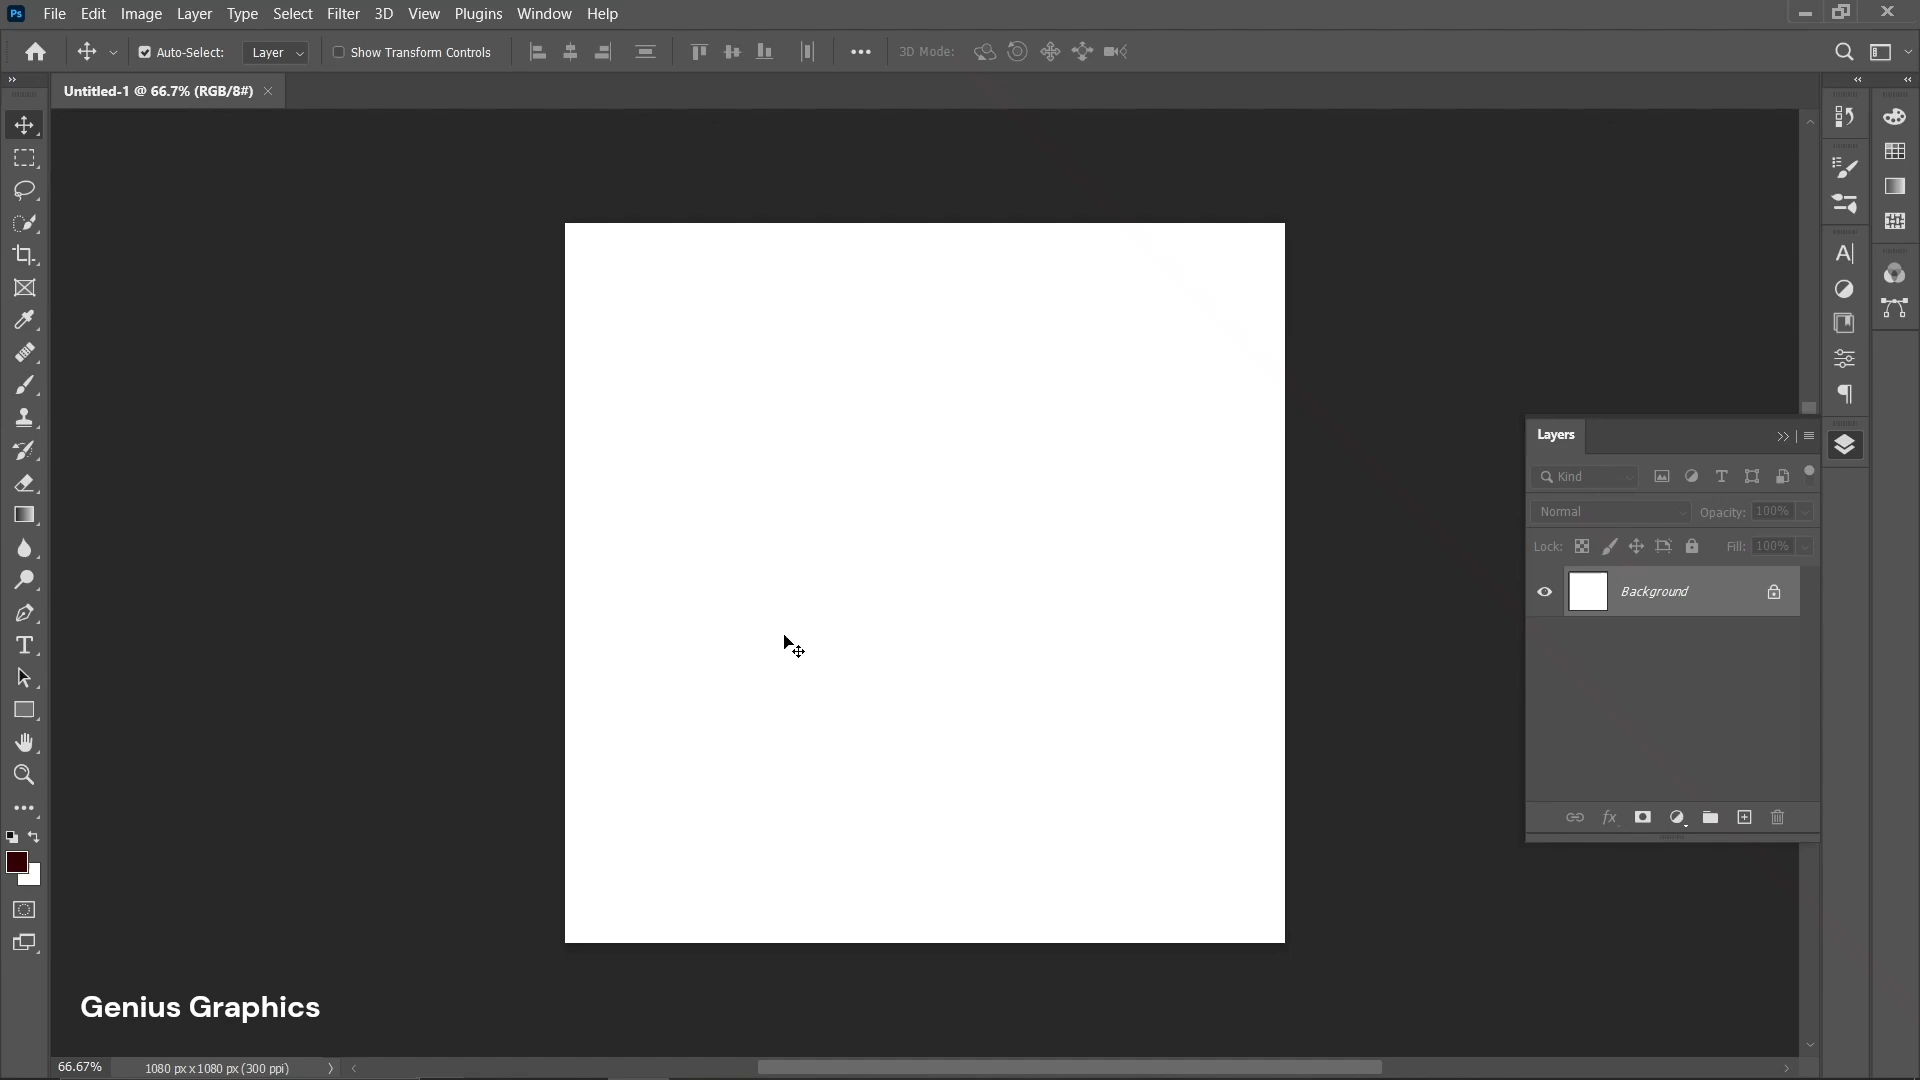 Ps File Edit Image Layer Type Select Filter 3D View Plugins Window Help
Auto-Select: Layer Show Transform Controls 3D Mode:
Untitled-1 @ 66.7% (RGB/8#)
Layers
Kind
Normal Opacity: 100%
Lock: Fill: 100%
Background
Genius Graphics
66.67% 1080 px x 1080 px (300 ppi)